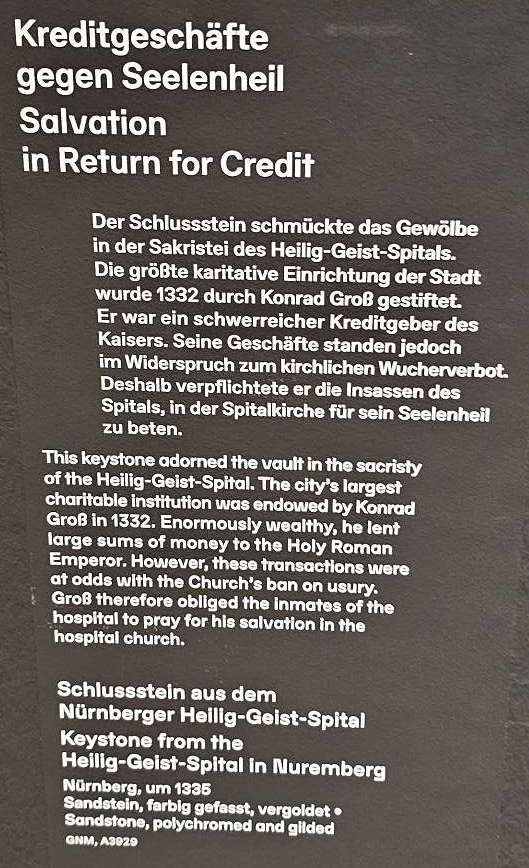 Kreditgeschäfte
gegen Seelenheil
Salvation
in Return for Credit
Der Schlussstein schmückte das Gewölbe
in der Sakristei des Heilig-Geist-Spitals.
Die größte karitative Einrichtung der Stadt
wurde 1332 durch Konrad Groß gestiftet.
Er war ein schwerreicher Kreditgeber des
Kaisers. Seine Geschäfte standen jedoch
im Widerspruch zum kirchlichen Wucherverbot.
Deshalb verpflichtete er die Insassen des
Spitals, in der Spitalkirche für sein Seelenheil
zu beten.
This keystone adorned the vault in the sacristy
of the Heilig-Geist-Spital. The city's largest
charitable institution was endowed by Konrad
Groß in 1332. Enormously wealthy, he lent
large sums of money to the Holy Roman
Emperor. However, these transactions were
at odds with the Church's ban on usury.
Groß therefore obliged the inmates of the
hospital to pray for his salvation in the
hospital church.
Schlussstein aus dem
Nürnberger Heilig-Geist-Spital
Keystone from the
Heilig-Geist-Spital in Nuremberg
Nürnberg, um 1335
Sandstein, farbig gefasst, vergoldet •
Sandstone, polychromed and gilded
GNM, A3929